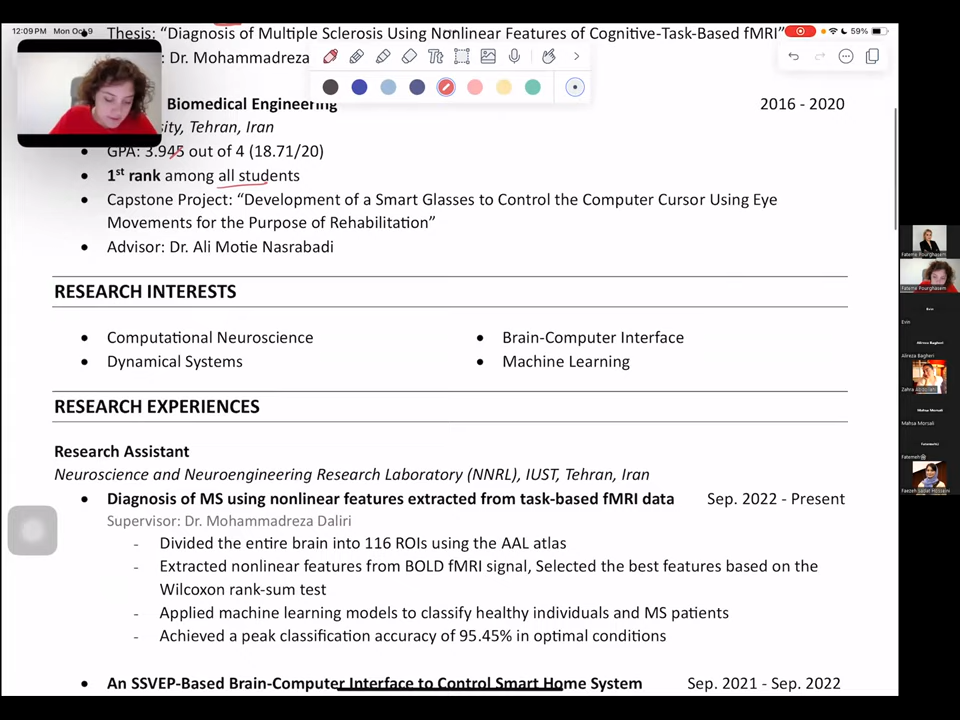 12:09 PM Mon Oct 9
59%
Thesis: “Diagnosis of Multiple Sclerosis Using Nonlinear Features of Cognitive-Task-Based fMRI”
: Dr. Mohammadreza
Biomedical Engineering 2016 - 2020
sity, Tehran, Iran
GPA: 3.945 out of 4 (18.71/20)
1st rank among all students
Capstone Project: “Development of a Smart Glasses to Control the Computer Cursor Using Eye
Movements for the Purpose of Rehabilitation”
Advisor: Dr. Ali Motie Nasrabadi
RESEARCH INTERESTS
Computational Neuroscience
Dynamical Systems
Brain-Computer Interface
Machine Learning
RESEARCH EXPERIENCES
Research Assistant
Neuroscience and Neuroengineering Research Laboratory (NNRL), IUST, Tehran, Iran
Diagnosis of MS using nonlinear features extracted from task-based fMRI data Sep. 2022 - Present
Supervisor: Dr. Mohammadreza Daliri
- Divided the entire brain into 116 ROIs using the AAL atlas
- Extracted nonlinear features from BOLD fMRI signal, Selected the best features based on the
Wilcoxon rank-sum test
- Applied machine learning models to classify healthy individuals and MS patients
- Achieved a peak classification accuracy of 95.45% in optimal conditions
An SSVEP-Based Brain-Computer Interface to Control Smart Home System Sep. 2021 - Sep. 2022
Fateme Pourghasem
Fateme Pourghasem
Evin
Alireza Bagheri
Alireza Bagheri
Mahsa Morsali
Mahsa Morsali